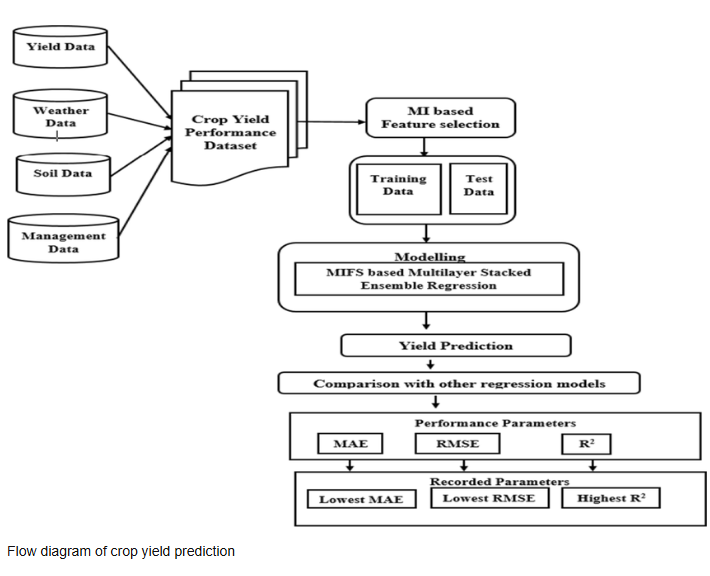 Yield Data
Weather
Data
Soil Data
Management
Data
Crop Yield
Performance
Dataset
MI based
Feature selection
Training
Data
Test
Data
Modelling
MIFS based Multilayer Stacked
Ensemble Regression
Yield Prediction
Comparison with other regression models
Performance Parameters
MAE
RMSE
R²
Recorded Parameters
Lowest MAE
Lowest RMSE
Highest R²
Flow diagram of crop yield prediction